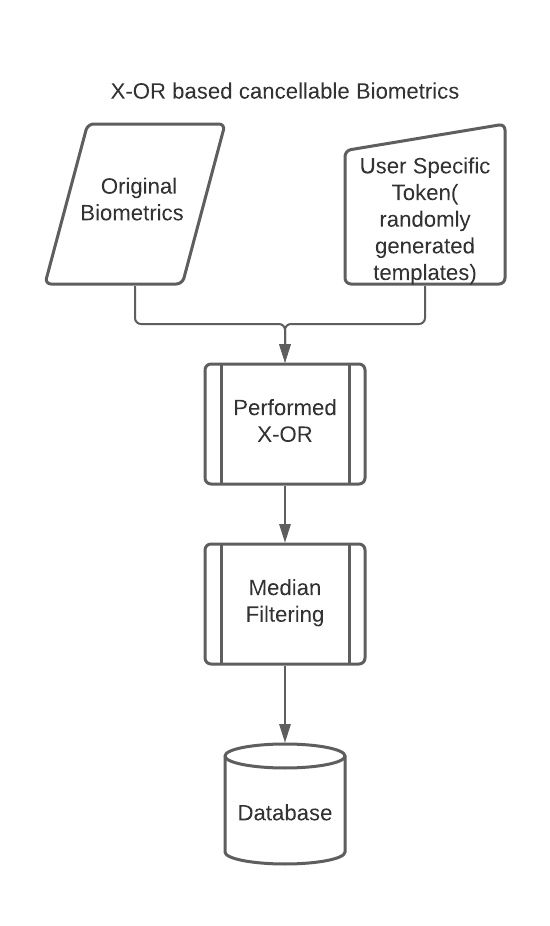 X-OR based cancellable Biometrics
Original
Biometrics
User Specific
Token(
randomly
generated
templates)
Performed
X-OR
Median
Filtering
Database